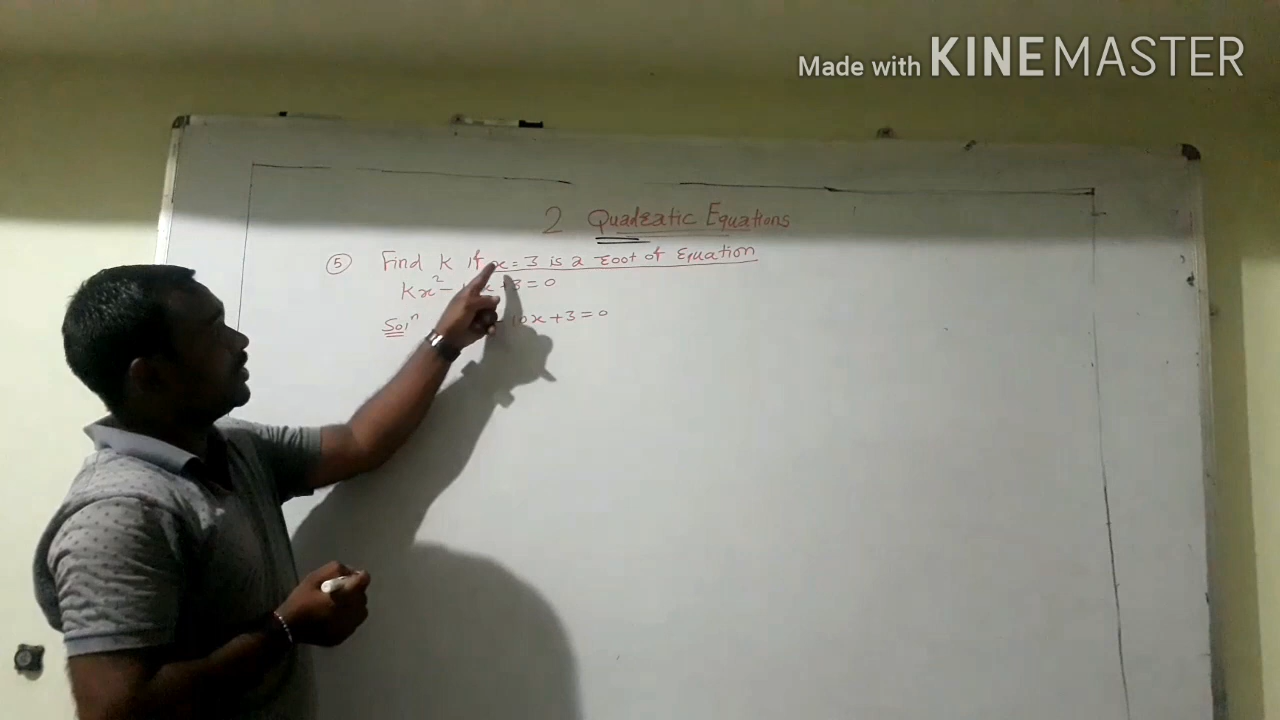 Made with KINEMASTER
2 Quadratic Equations
⑤ Find K if x = 3 is a root of Equation
Kx² - x + 3 = 0
Solⁿ - 10x + 3 = 0